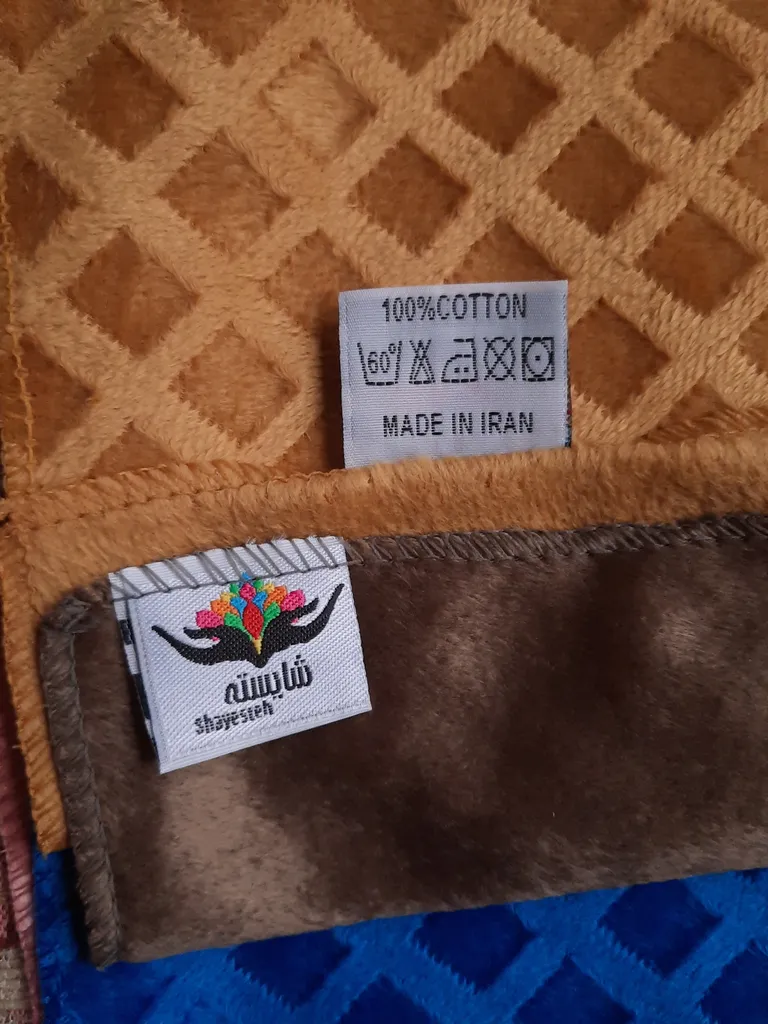 100%COTTON
60°
MADE IN IRAN
شایسته
shayesteh